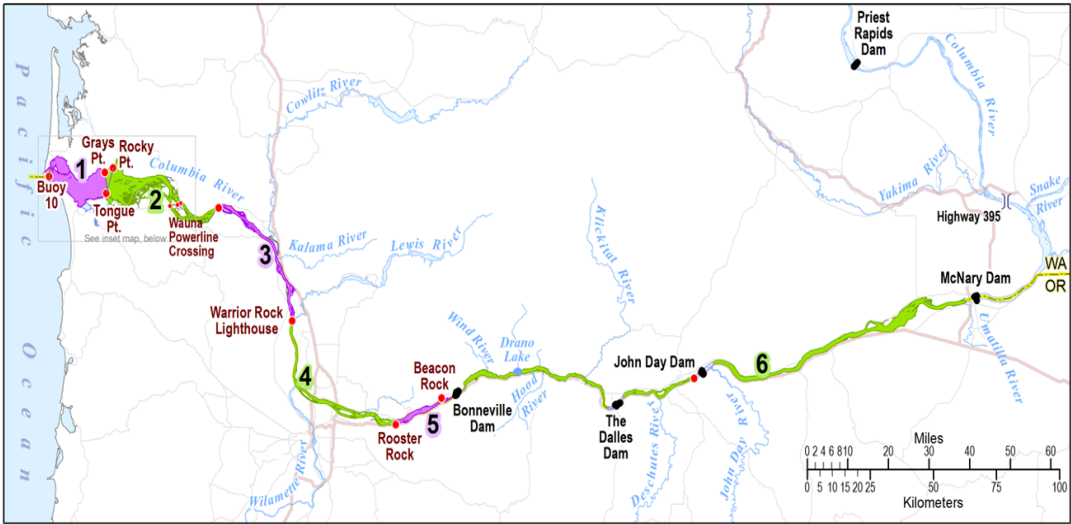 Priest
Rapids
Dam
Columbia River
Cowlitz River
Pacific Ocean
Grays
Pt.
Rocky
Pt.
1
Buoy
10
Tongue
Pt.
Columbia
River
2
See inset map, below.
Wauna
Powerline
Crossing
3
Kalama River
Lewis River
Klickitat River
Yakima River
Snake
River
Highway 395
WA
OR
McNary Dam
Umatilla River
Warrior Rock
Lighthouse
4
Wind River
Drano
Lake
Hood
River
Beacon
Rock
5
Bonneville
Dam
Rooster
Rock
Wilamette River
John Day Dam
6
The
Dalles
Dam
Deschutes River
John Day River
Miles
0 2 4 6 8 10 20 30 40 50 60
0 5 10 15 20 25 50 75 100
Kilometers